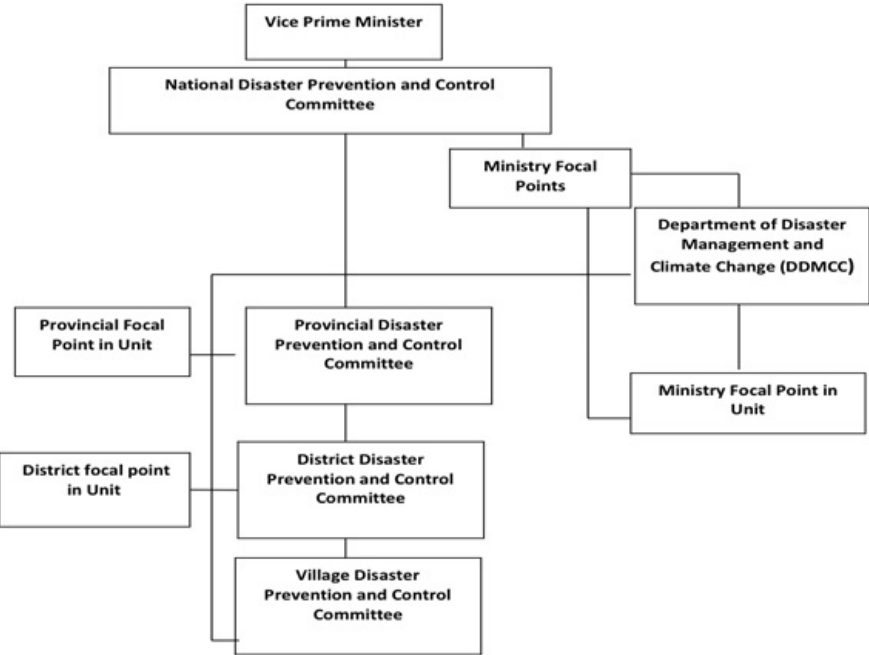 Vice Prime Minister
National Disaster Prevention and Control
Committee
Ministry Focal
Points
Department of Disaster
Management and
Climate Change (DDMCC)
Provincial Focal
Point in Unit
Provincial Disaster
Prevention and Control
Committee
Ministry Focal Point in
Unit
District focal point
in Unit
District Disaster
Prevention and Control
Committee
Village Disaster
Prevention and Control
Committee